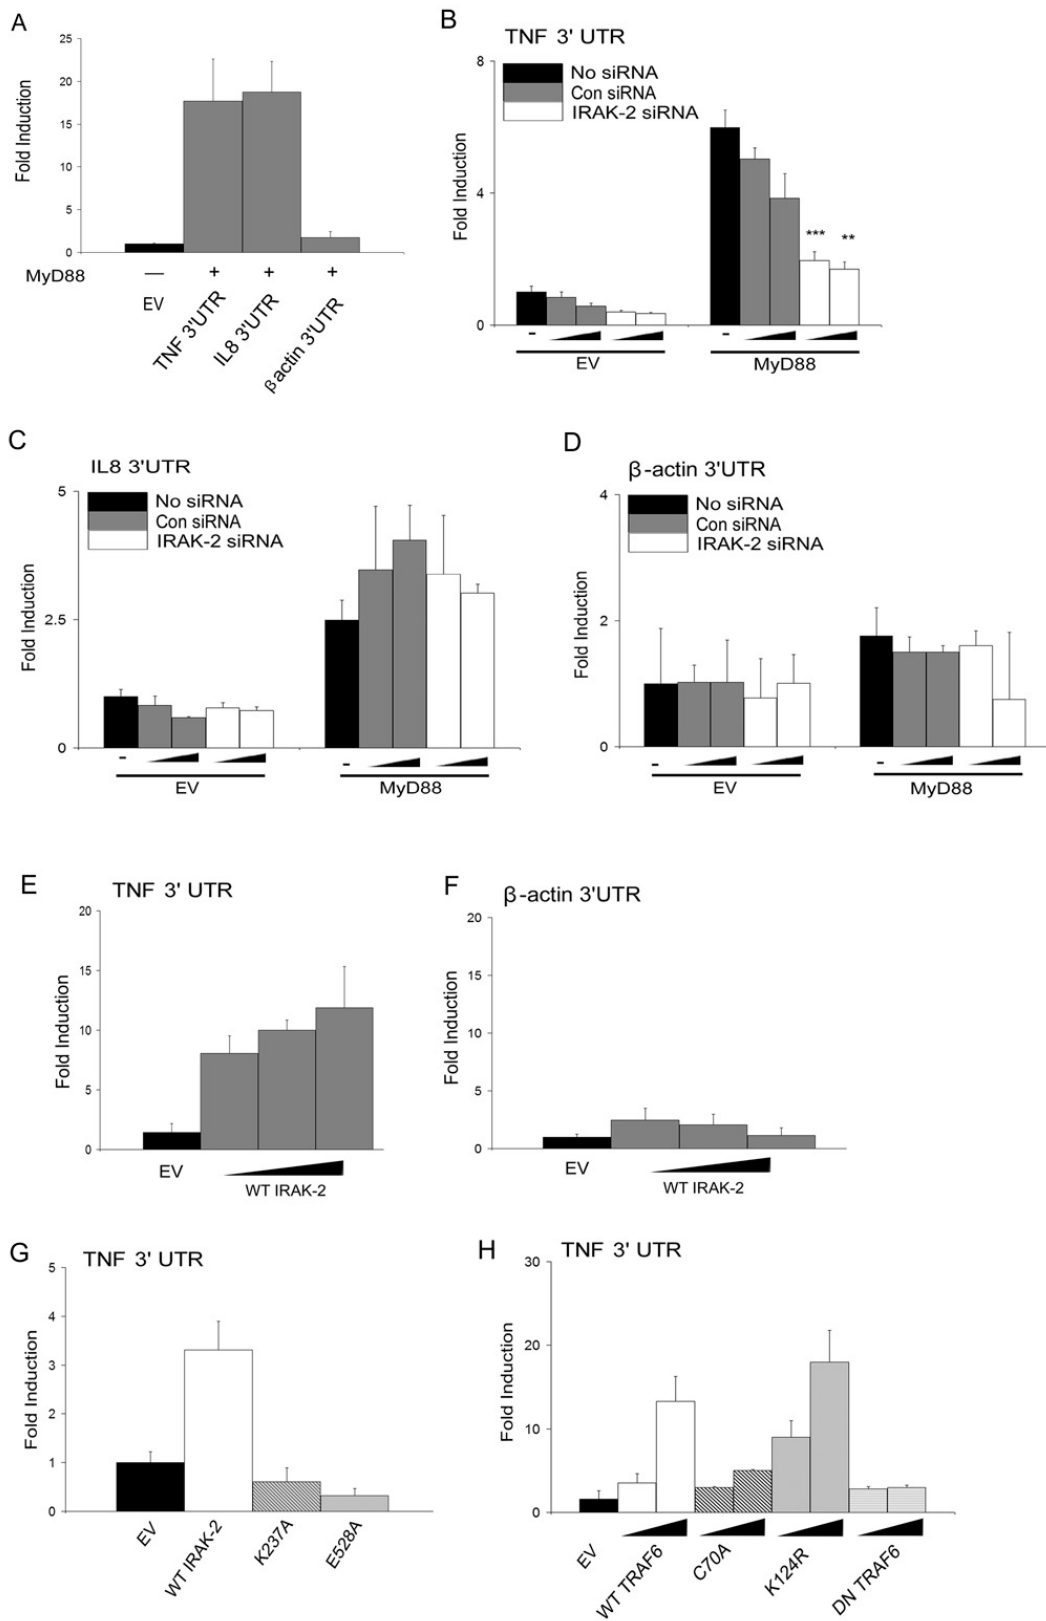 A
25
20
15
10
5
0
Fold Induction
MyD88 — + + +
EV
TNF 3'UTR
IL8 3'UTR
βactin 3'UTR
B
TNF 3' UTR
No siRNA
Con siRNA
IRAK-2 siRNA
8
4
0
Fold Induction
*** **
- -
EV MyD88
C
IL8 3'UTR
No siRNA
Con siRNA
IRAK-2 siRNA
5
2.5
0
Fold Induction
- -
EV MyD88
D
β-actin 3'UTR
No siRNA
Con siRNA
IRAK-2 siRNA
4
2
0
Fold Induction
- -
EV MyD88
E
TNF 3' UTR
20
15
10
5
0
Fold Induction
EV
WT IRAK-2
F
β-actin 3'UTR
20
15
10
5
0
Fold Induction
EV
WT IRAK-2
G
TNF 3' UTR
5
4
3
2
1
0
Fold Induction
EV
WT IRAK-2
K237A
E528A
H
TNF 3' UTR
30
20
10
0
Fold Induction
EV
WT TRAF6
C70A
K124R
DN TRAF6